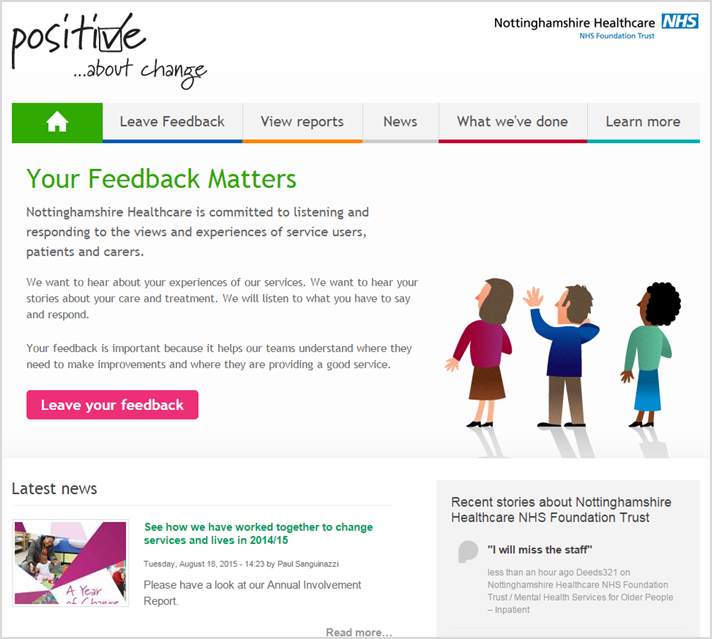 positive
...about change
Nottinghamshire Healthcare NHS
NHS Foundation Trust
Leave Feedback
View reports
News
What we've done
Learn more
Your Feedback Matters
Nottinghamshire Healthcare is committed to listening and
responding to the views and experiences of service users,
patients and carers.
We want to hear about your experiences of our services. We want to hear your
stories about your care and treatment. We will listen to what you have to say
and respond.
Your feedback is important because it helps our teams understand where they
need to make improvements and where they are providing a good service.
Leave your feedback
Latest news
A Year
of Change
See how we have worked together to change
services and lives in 2014/15
Tuesday, August 18, 2015 - 14:23 by Paul Sanguinazzi
Please have a look at our Annual Involvement
Report.
Read more...
Recent stories about Nottinghamshire
Healthcare NHS Foundation Trust
"I will miss the staff"
less than an hour ago Deeds321 on
Nottinghamshire Healthcare NHS Foundation
Trust / Mental Health Services for Older People
– Inpatient